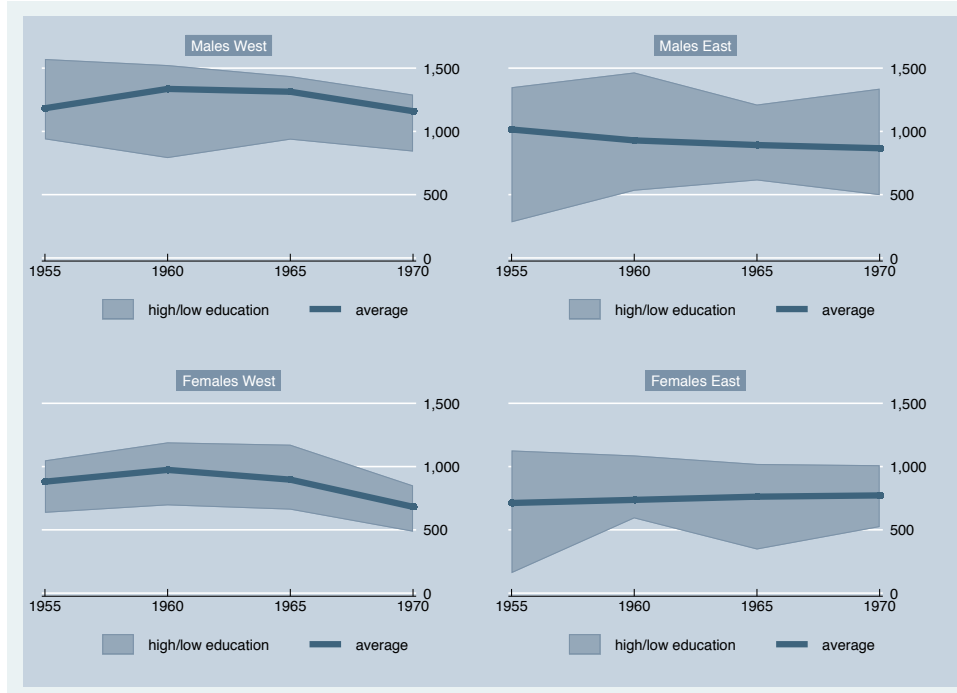 Males West
1,500
1,000
500
0
1955 1960 1965 1970
high/low education average
Males East
1,500
1,000
500
0
1955 1960 1965 1970
high/low education average
Females West
1,500
1,000
500
0
1955 1960 1965 1970
high/low education average
Females East
1,500
1,000
500
0
1955 1960 1965 1970
high/low education average